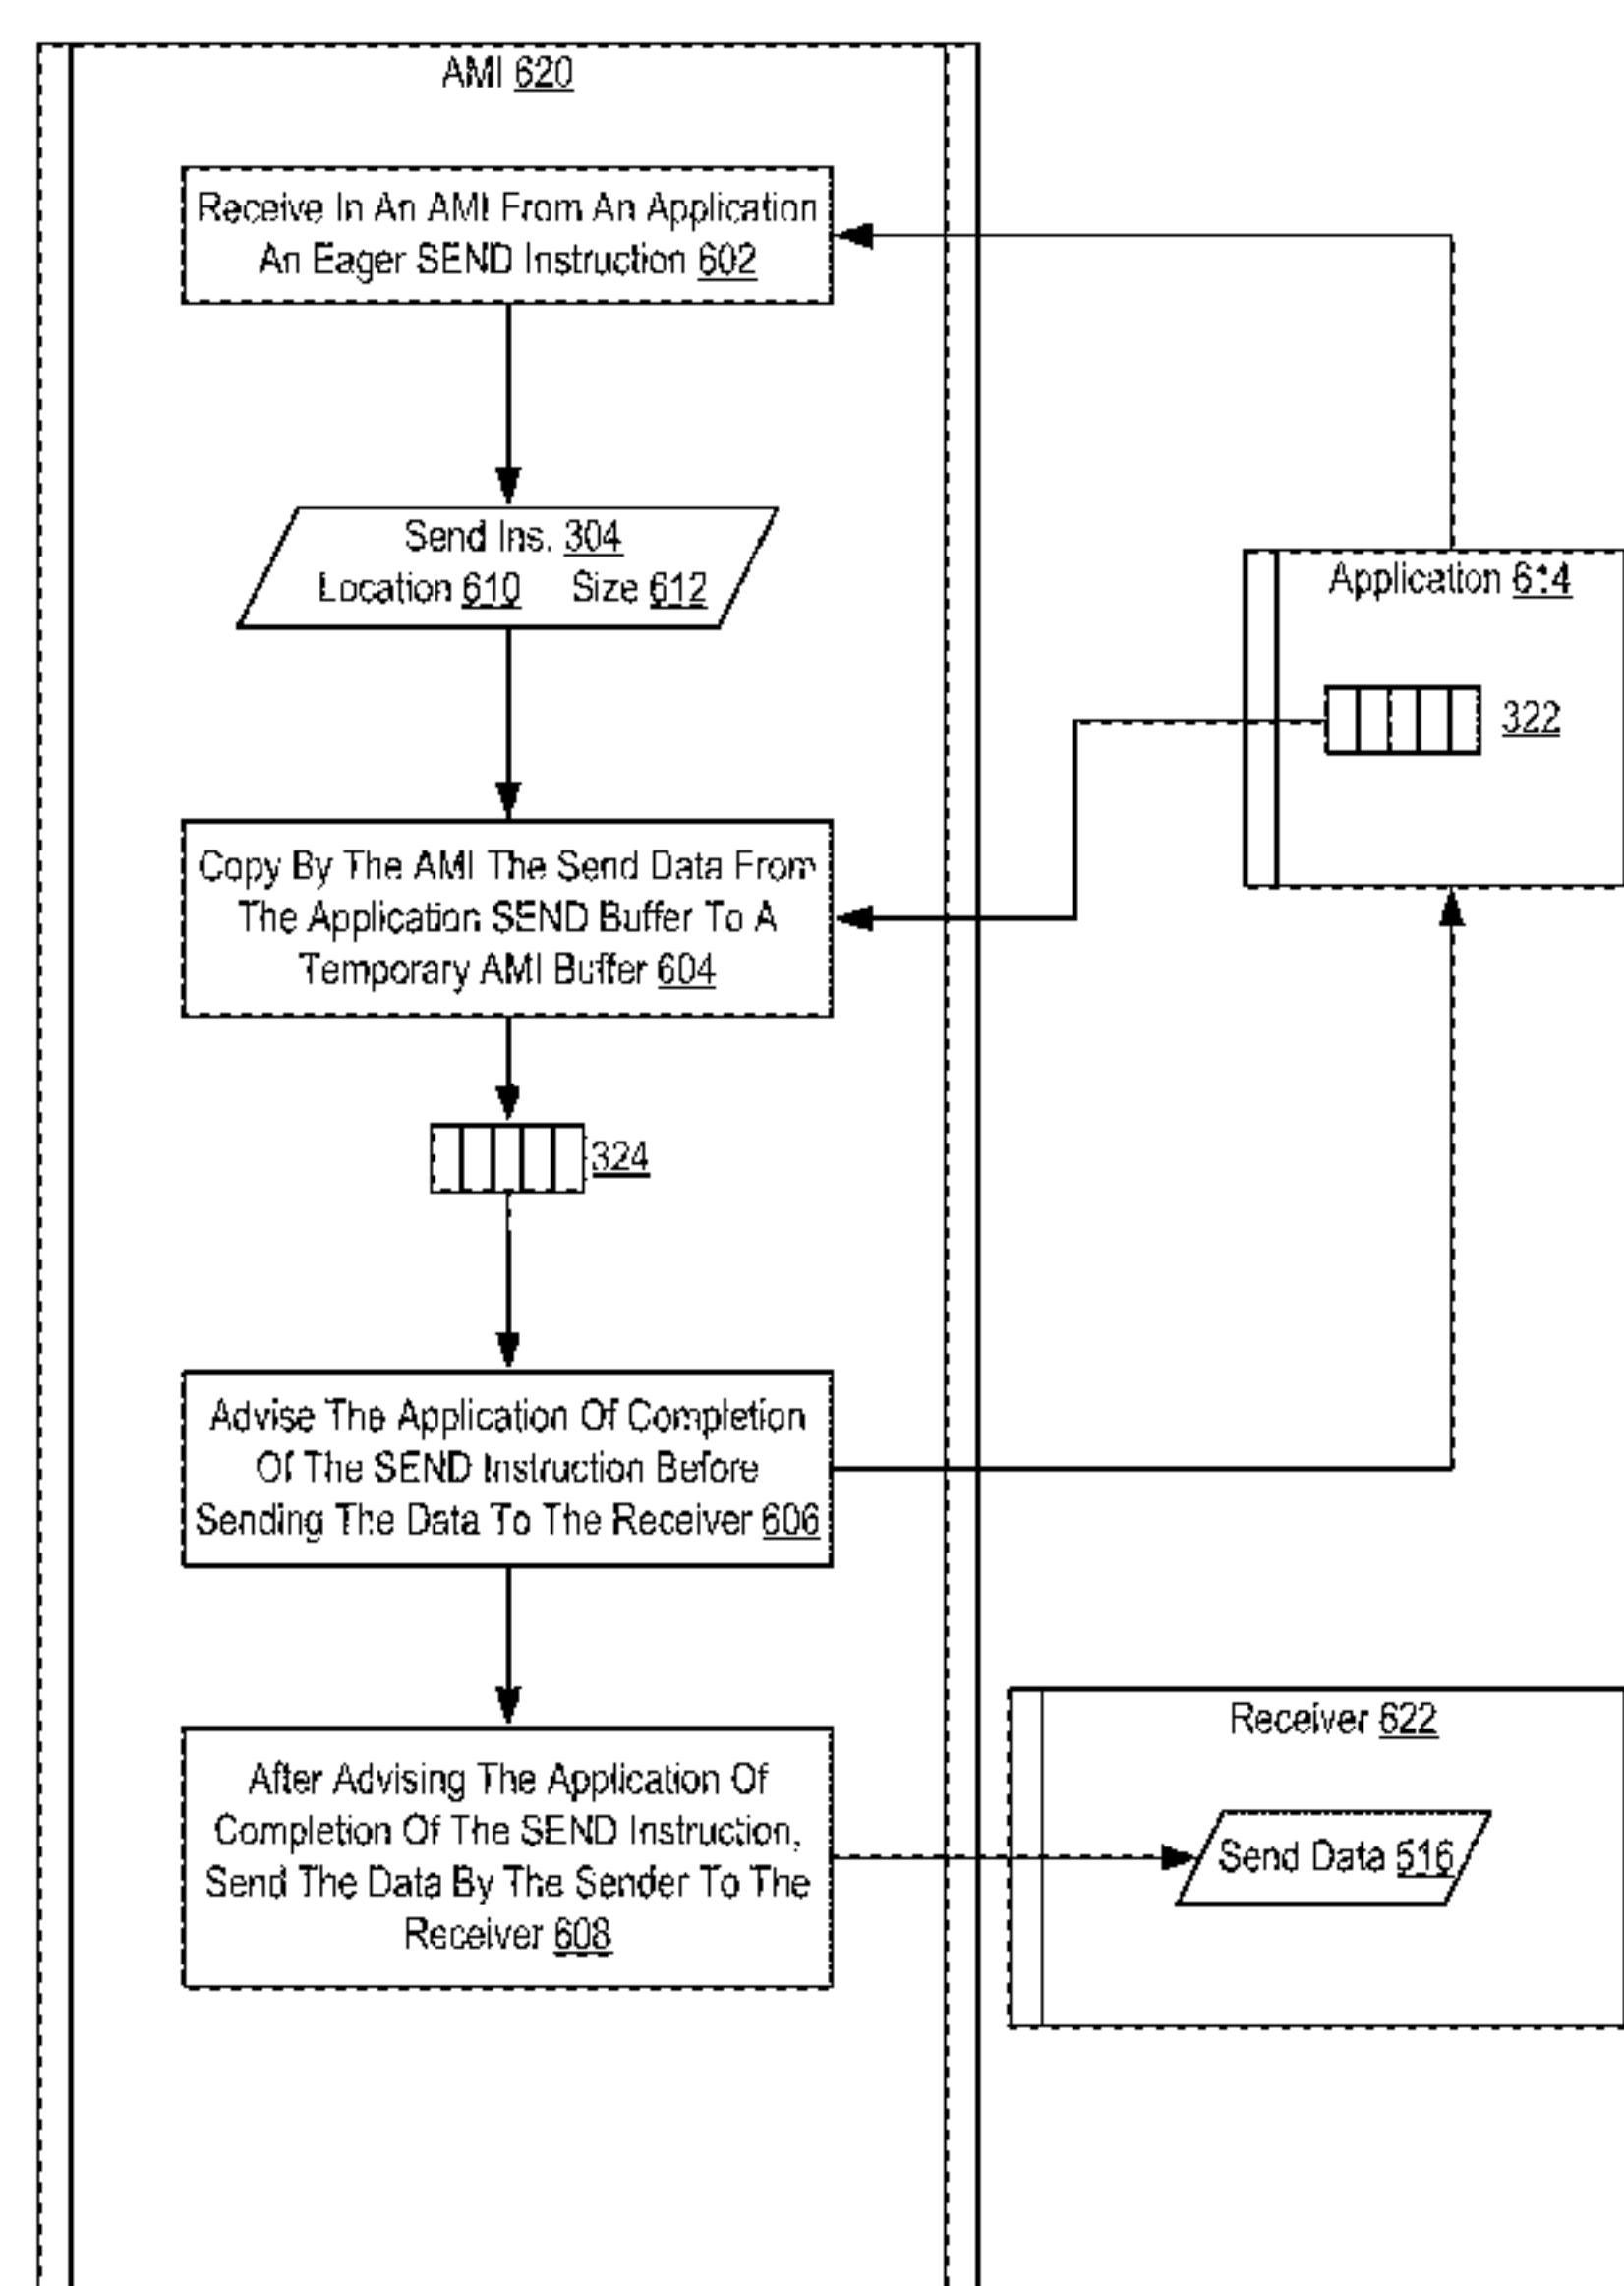 AMI 620
Receive In An AMI From An Application
An Eager SEND Instruction 602
Send Ins. 304
Location 610 Size 612
Application 614
322
Copy By The AMI The Send Data From
The Application SEND Buffer To A
Temporary AMI Buffer 604
324
Advise The Application Of Completion
Of The SEND Instruction Before
Sending The Data To The Receiver 606
After Advising The Application Of
Completion Of The SEND Instruction,
Send The Data By The Sender To The
Receiver 608
Receiver 622
Send Data 516